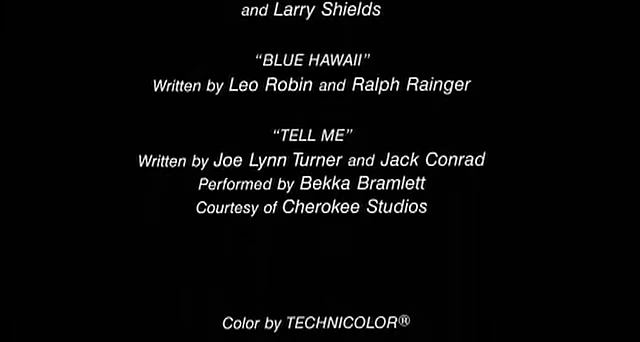 and Larry Shields
“BLUE HAWAII”
Written by Leo Robin and Ralph Rainger
“TELL ME”
Written by Joe Lynn Turner and Jack Conrad
Performed by Bekka Bramlett
Courtesy of Cherokee Studios
Color by TECHNICOLOR®